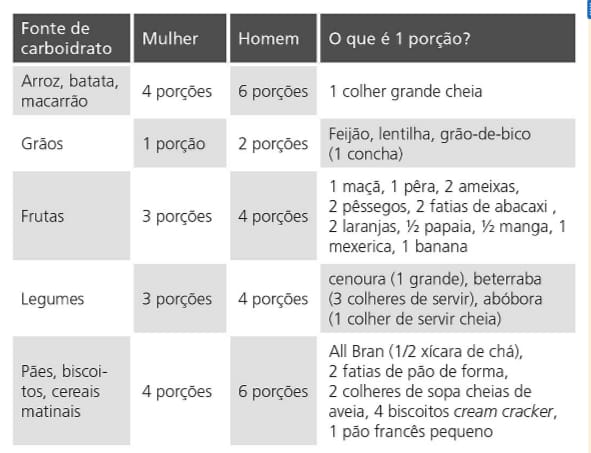 Fonte de
carboidrato
Mulher
Homem
O que é 1 porção?
Arroz, batata,
macarrão
4 porções
6 porções
1 colher grande cheia
Grãos
1 porção
2 porções
Feijão, lentilha, grão-de-bico
(1 concha)
Frutas
3 porções
4 porções
1 maçã, 1 pêra, 2 ameixas,
2 pêssegos, 2 fatias de abacaxi ,
2 laranjas, ½ papaia, ½ manga, 1
mexerica, 1 banana
Legumes
3 porções
4 porções
cenoura (1 grande), beterraba
(3 colheres de servir), abóbora
(1 colher de servir cheia)
Pães, biscoi-
tos, cereais
matinais
4 porções
6 porções
All Bran (1/2 xícara de chá),
2 fatias de pão de forma,
2 colheres de sopa cheias de
aveia, 4 biscoitos cream cracker,
1 pão francês pequeno